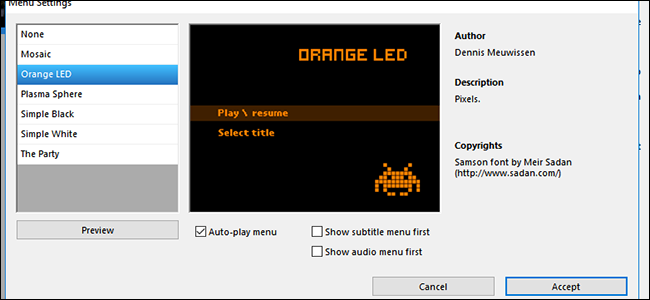 Menu Settings
None
Mosaic
Orange LED
Plasma Sphere
Simple Black
Simple White
The Party
Preview
ORANGE LED
Play \ resume
Select title
Auto-play menu
Show subtitle menu first
Show audio menu first
Author
Dennis Meuwissen
Description
Pixels.
Copyrights
Samson font by Meir Sadan
(http://www.sadan.com/)
Cancel
Accept